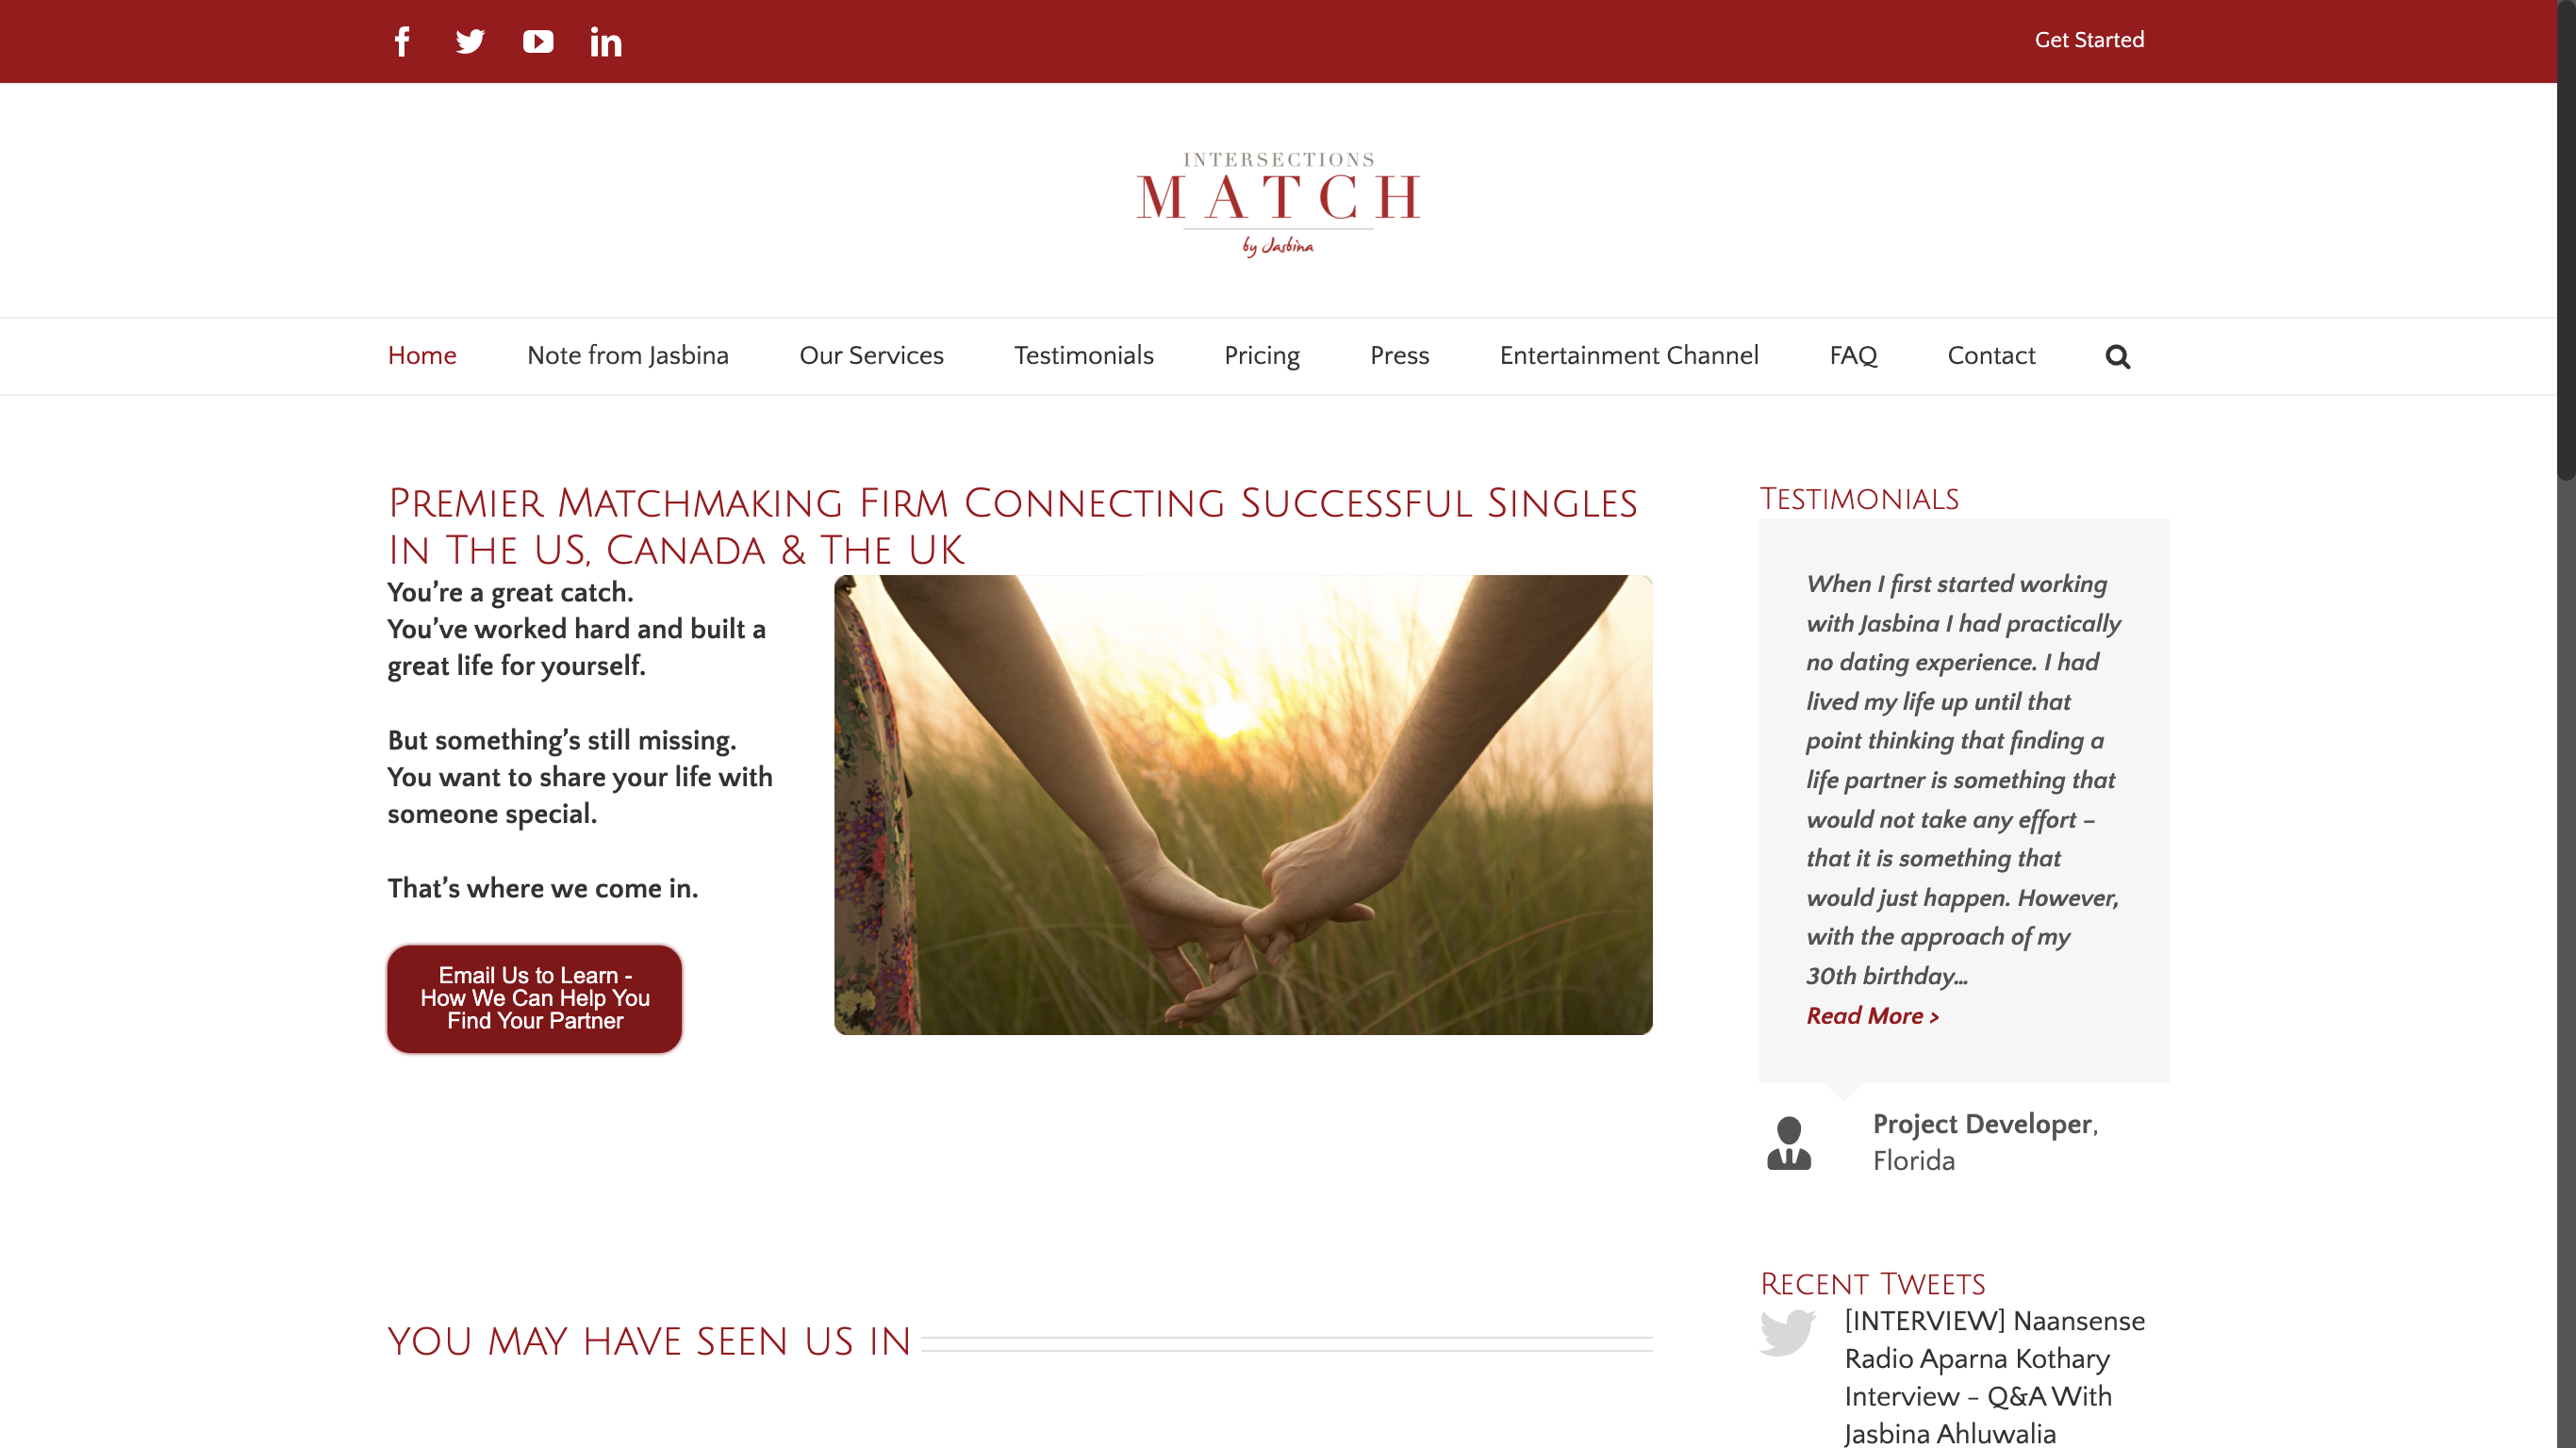 Get Started
INTERSECTIONS
MATCH
by Jasbina
Home Note from Jasbina Our Services Testimonials Pricing Press Entertainment Channel FAQ Contact
Premier Matchmaking Firm Connecting Successful Singles
In The US, Canada & The UK
You’re a great catch.
You’ve worked hard and built a
great life for yourself.
But something’s still missing.
You want to share your life with
someone special.
That’s where we come in.
Email Us to Learn -
How We Can Help You
Find Your Partner
YOU MAY HAVE SEEN US IN
Testimonials
When I first started working
with Jasbina I had practically
no dating experience. I had
lived my life up until that
point thinking that finding a
life partner is something that
would not take any effort –
that it is something that
would just happen. However,
with the approach of my
30th birthday...
Read More >
Project Developer,
Florida
Recent Tweets
[INTERVIEW] Naansense
Radio Aparna Kothary
Interview – Q&A With
Jasbina Ahluwalia